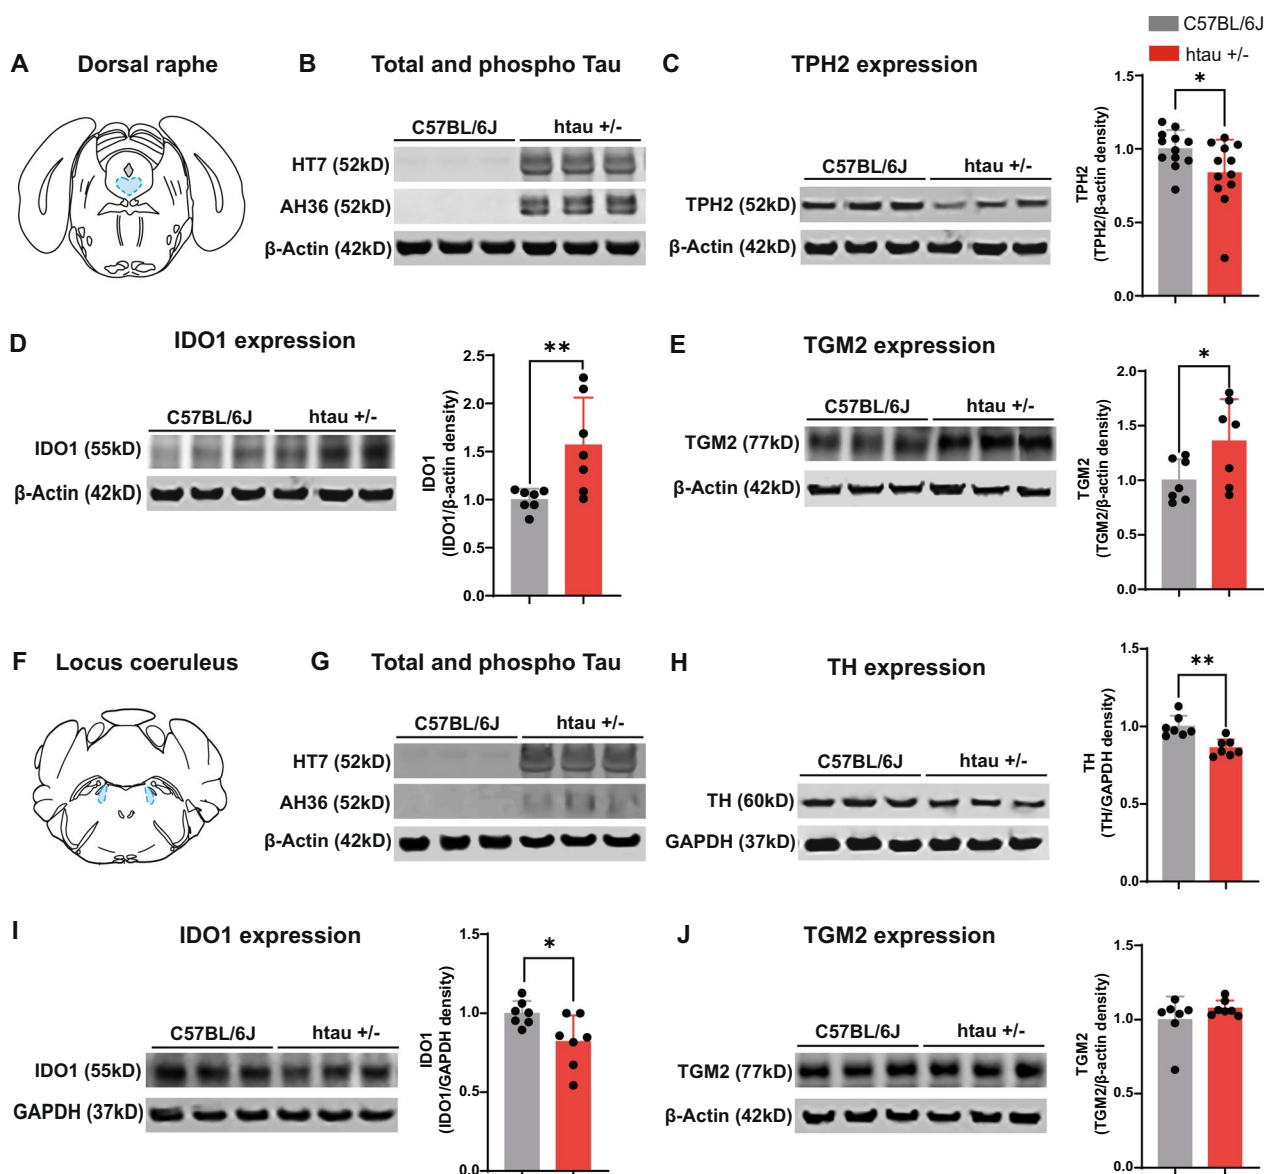 C57BL/6J
htau +/-
A
Dorsal raphe
B
Total and phospho Tau
C57BL/6J
htau +/-
HT7 (52kD)
AH36 (52kD)
β-Actin (42kD)
C
TPH2 expression
C57BL/6J
htau +/-
TPH2 (52kD)
β-Actin (42kD)
TPH2
(TPH2/β-actin density)
1.5
1.0
0.5
0.0
*
D
IDO1 expression
C57BL/6J
htau +/-
IDO1 (55kD)
β-Actin (42kD)
IDO1
(IDO1/β-actin density)
2.5
2.0
1.5
1.0
0.5
0.0
**
E
TGM2 expression
C57BL/6J
htau +/-
TGM2 (77kD)
β-Actin (42kD)
TGM2
(TGM2/β-actin density)
2.0
1.5
1.0
0.5
0.0
*
F
Locus coeruleus
G
Total and phospho Tau
C57BL/6J
htau +/-
HT7 (52kD)
AH36 (52kD)
β-Actin (42kD)
H
TH expression
C57BL/6J
htau +/-
TH (60kD)
GAPDH (37kD)
TH
(TH/GAPDH density)
1.5
1.0
0.5
0.0
**
I
IDO1 expression
C57BL/6J
htau +/-
IDO1 (55kD)
GAPDH (37kD)
IDO1
(IDO1/GAPDH density)
1.5
1.0
0.5
0.0
*
J
TGM2 expression
C57BL/6J
htau +/-
TGM2 (77kD)
β-Actin (42kD)
TGM2
(TGM2/β-actin density)
1.5
1.0
0.5
0.0